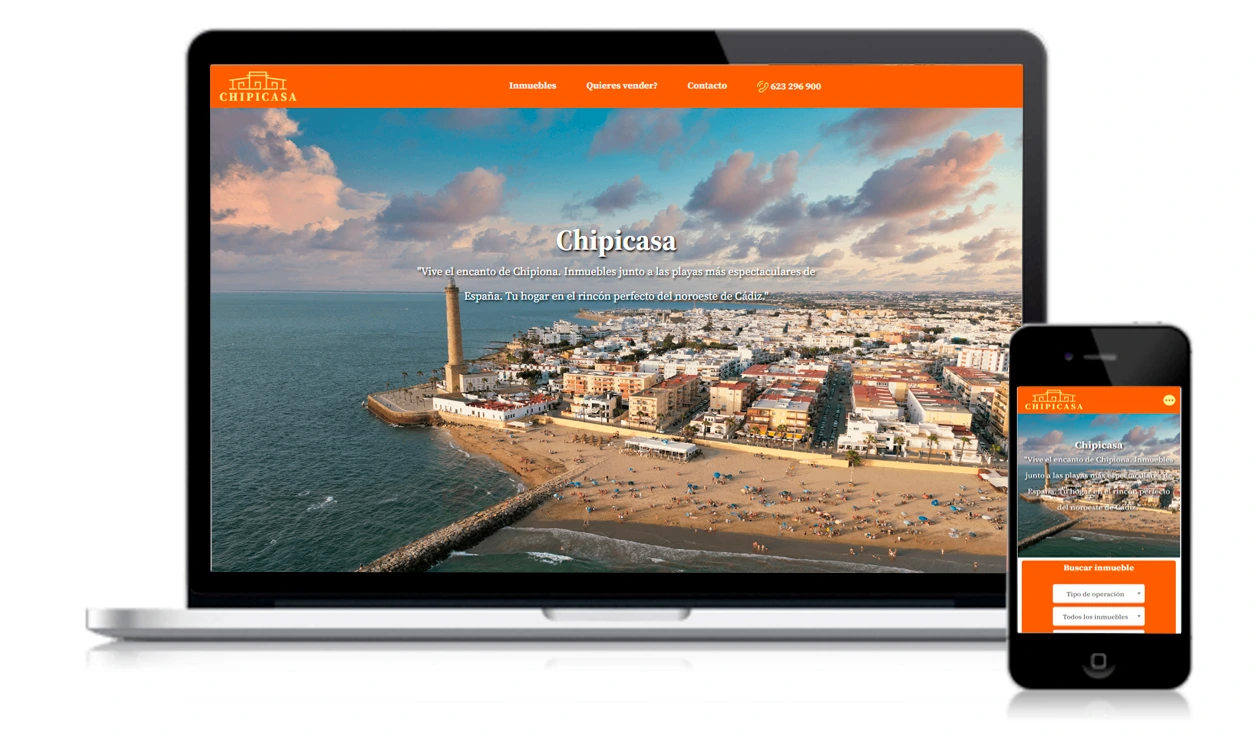 CHIPICASA
Inmuebles Quieres vender? Contacto 623 296 900
Chipicasa
"Vive el encanto de Chipiona. Inmuebles junto a las playas más espectaculares de
España. Tu hogar en el rincón perfecto del noroeste de Cádiz."
CHIPICASA
Chipicasa
"Vive el encanto de Chipiona. Inmuebles
junto a las playas más espectaculares de
España. Tu hogar en el rincón perfecto
del noroeste de Cádiz."
Buscar inmueble
Tipo de operación
Todos los inmuebles